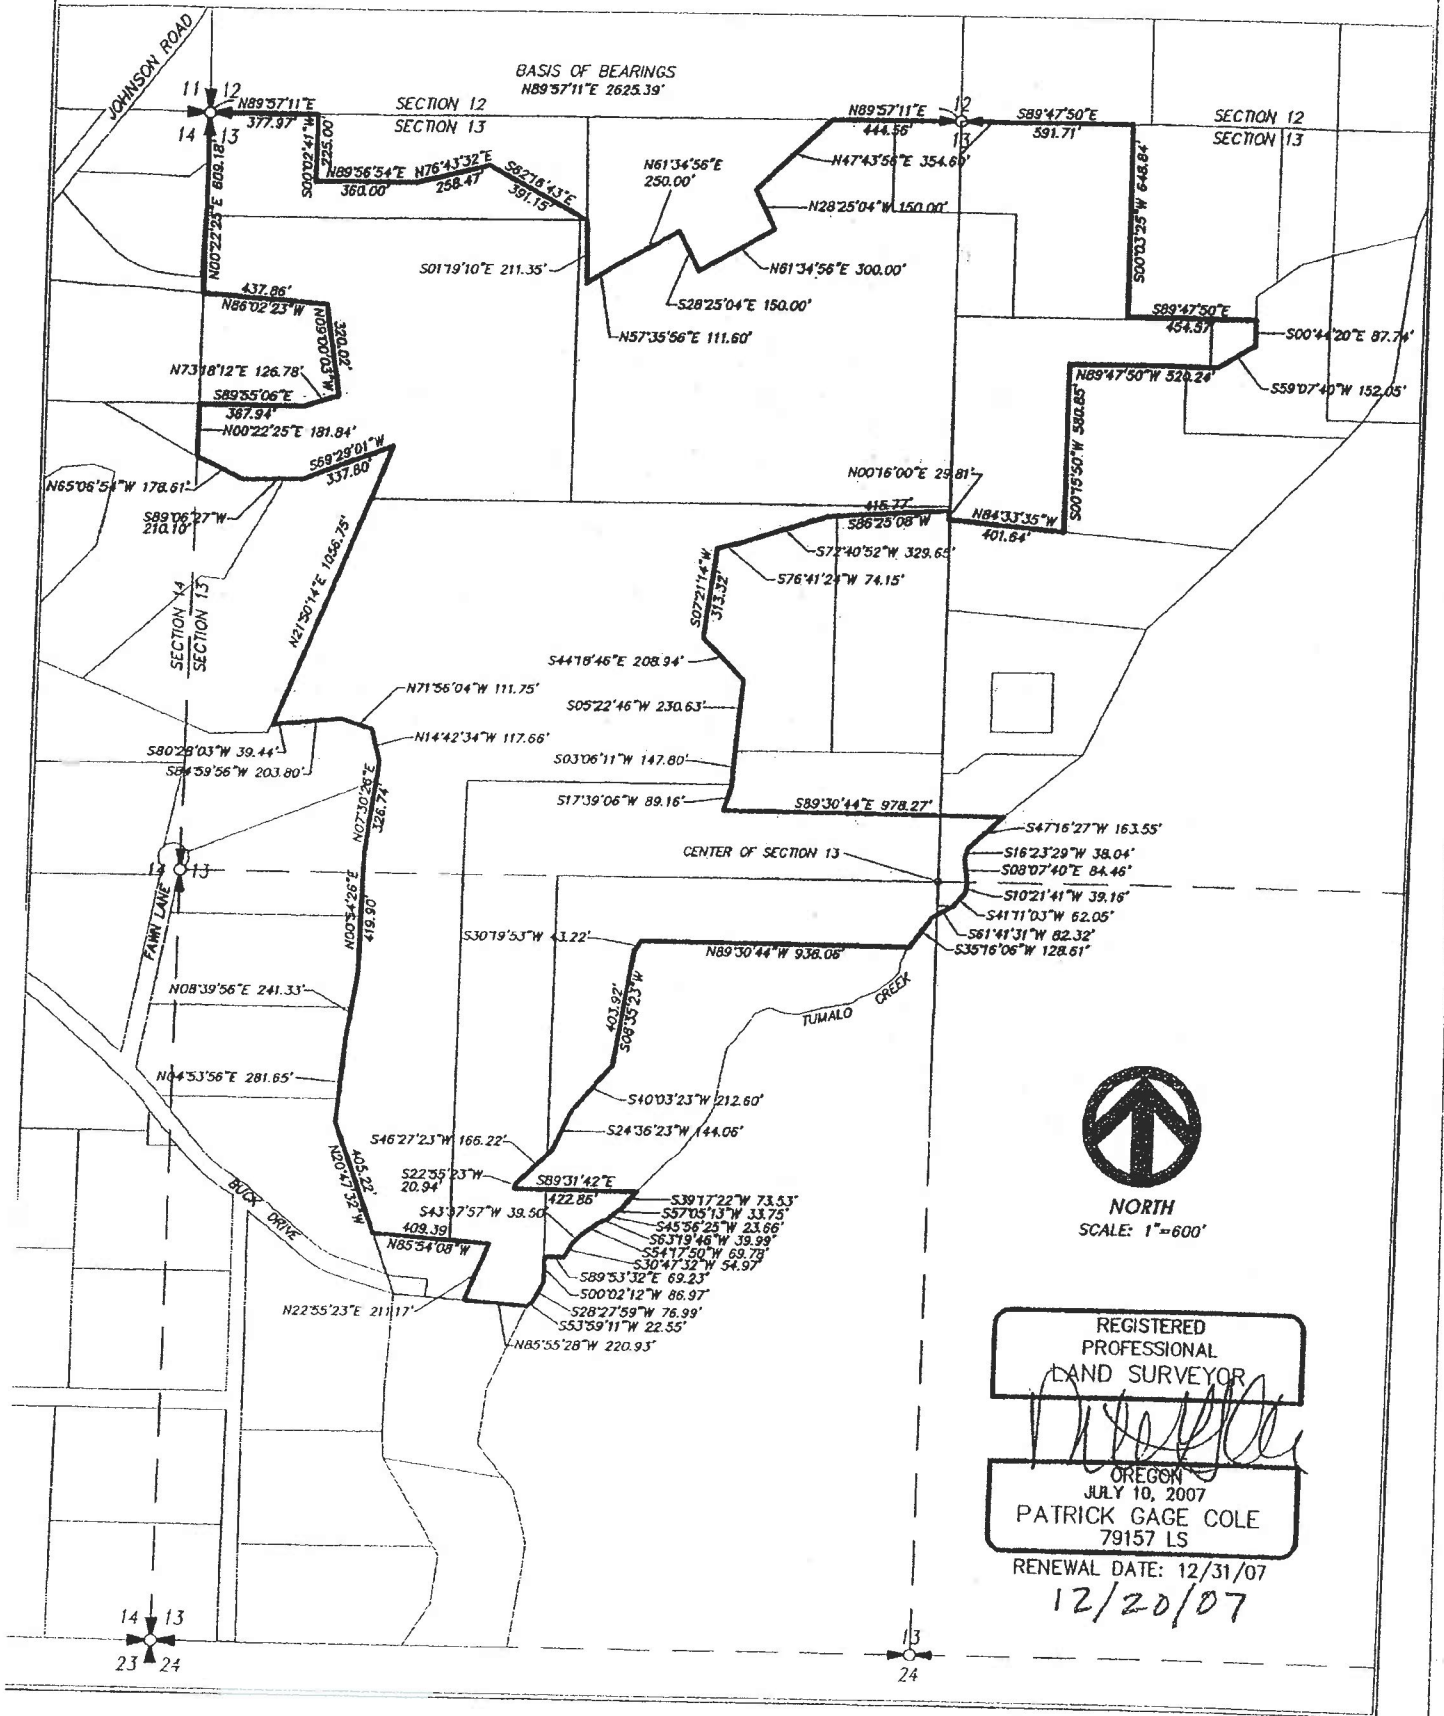 JOHNSON ROAD
BASIS OF BEARINGS
N89°57'11"E 2625.39'
11 12
14 13
N89°57'11"E
377.97'
SECTION 12
SECTION 13
N89°57'11"E
444.56'
12
13
S89°47'50"E
591.71'
SECTION 12
SECTION 13
N00°22'25"E 609.18'
S00°02'41"W
225.00'
N89°56'54"E
360.00'
N76°43'32"E
258.47'
S62°16'43"E
391.15'
N61°34'56"E
250.00'
N47°43'56"E 354.60'
N28°25'04"W 150.00'
S00°03'25"W 648.84'
S01°19'10"E 211.35'
N61°34'56"E 300.00'
S28°25'04"E 150.00'
N57°35'56"E 111.60'
437.86'
N86°02'23"W
N09°00'03"W
320.02'
S89°47'50"E
454.57'
S00°44'20"E 87.74'
N73°18'12"E 126.78'
S89°55'06"E
367.94'
N89°47'50"W 520.24'
S59°07'40"W 152.05'
N00°22'25"E 181.84'
S69°29'01"W
337.80'
S00°15'50"W 580.85'
N65°06'54"W 178.61'
S89°06'27"W
210.10'
N00°16'00"E 29.81'
415.77'
S86°25'08"W
N84°33'35"W
401.64'
S72°40'52"W 329.65'
S76°41'24"W 74.15'
N21°50'14"E 1056.75'
S07°21'14"W
313.32'
SECTION 14
SECTION 13
S44°18'46"E 208.94'
N71°56'04"W 111.75'
S05°22'46"W 230.63'
N14°42'34"W 117.66'
S80°28'03"W 39.44'
S84°59'56"W 203.80'
S03°06'11"W 147.80'
S17°39'06"W 89.16'
S89°30'44"E 978.27'
N07°30'26"E
326.74'
S47°16'27"W 163.55'
CENTER OF SECTION 13
S16°23'29"W 38.04'
S08°07'40"E 84.46'
14 13
S10°21'41"W 39.16'
S41°11'03"W 62.05'
S61°41'31"W 82.32'
S35°16'06"W 128.61'
FAWN LANE
N00°54'26"E
419.90'
S30°19'53"W 43.22'
N89°30'44"W 936.06'
N08°39'56"E 241.33'
TUMALO CREEK
403.92'
S08°35'23"W
N04°53'56"E 281.65'
S40°03'23"W 212.60'
S24°36'23"W 144.06'
S46°27'23"W 166.22'
S22°55'23"W
20.94'
S89°31'42"E
422.86'
N20°47'32"W
405.22'
BUCK DRIVE
S43°37'57"W 39.50'
S39°17'22"W 73.53'
S57°05'13"W 33.75'
S45°56'25"W 23.66'
S63°19'46"W 39.99'
S54°17'50"W 69.78'
S30°47'32"W 54.97'
409.39'
N85°54'08"W
S89°53'32"E 69.23'
S00°02'12"W 86.97'
S28°27'59"W 76.99'
S53°59'11"W 22.55'
N22°55'23"E 211.17'
N85°55'28"W 220.93'
NORTH
SCALE: 1"=600'
REGISTERED
PROFESSIONAL
LAND SURVEYOR
OREGON
JULY 10, 2007
PATRICK GAGE COLE
79157 LS
RENEWAL DATE: 12/31/07
12/20/07
14 13
23 24
13
24